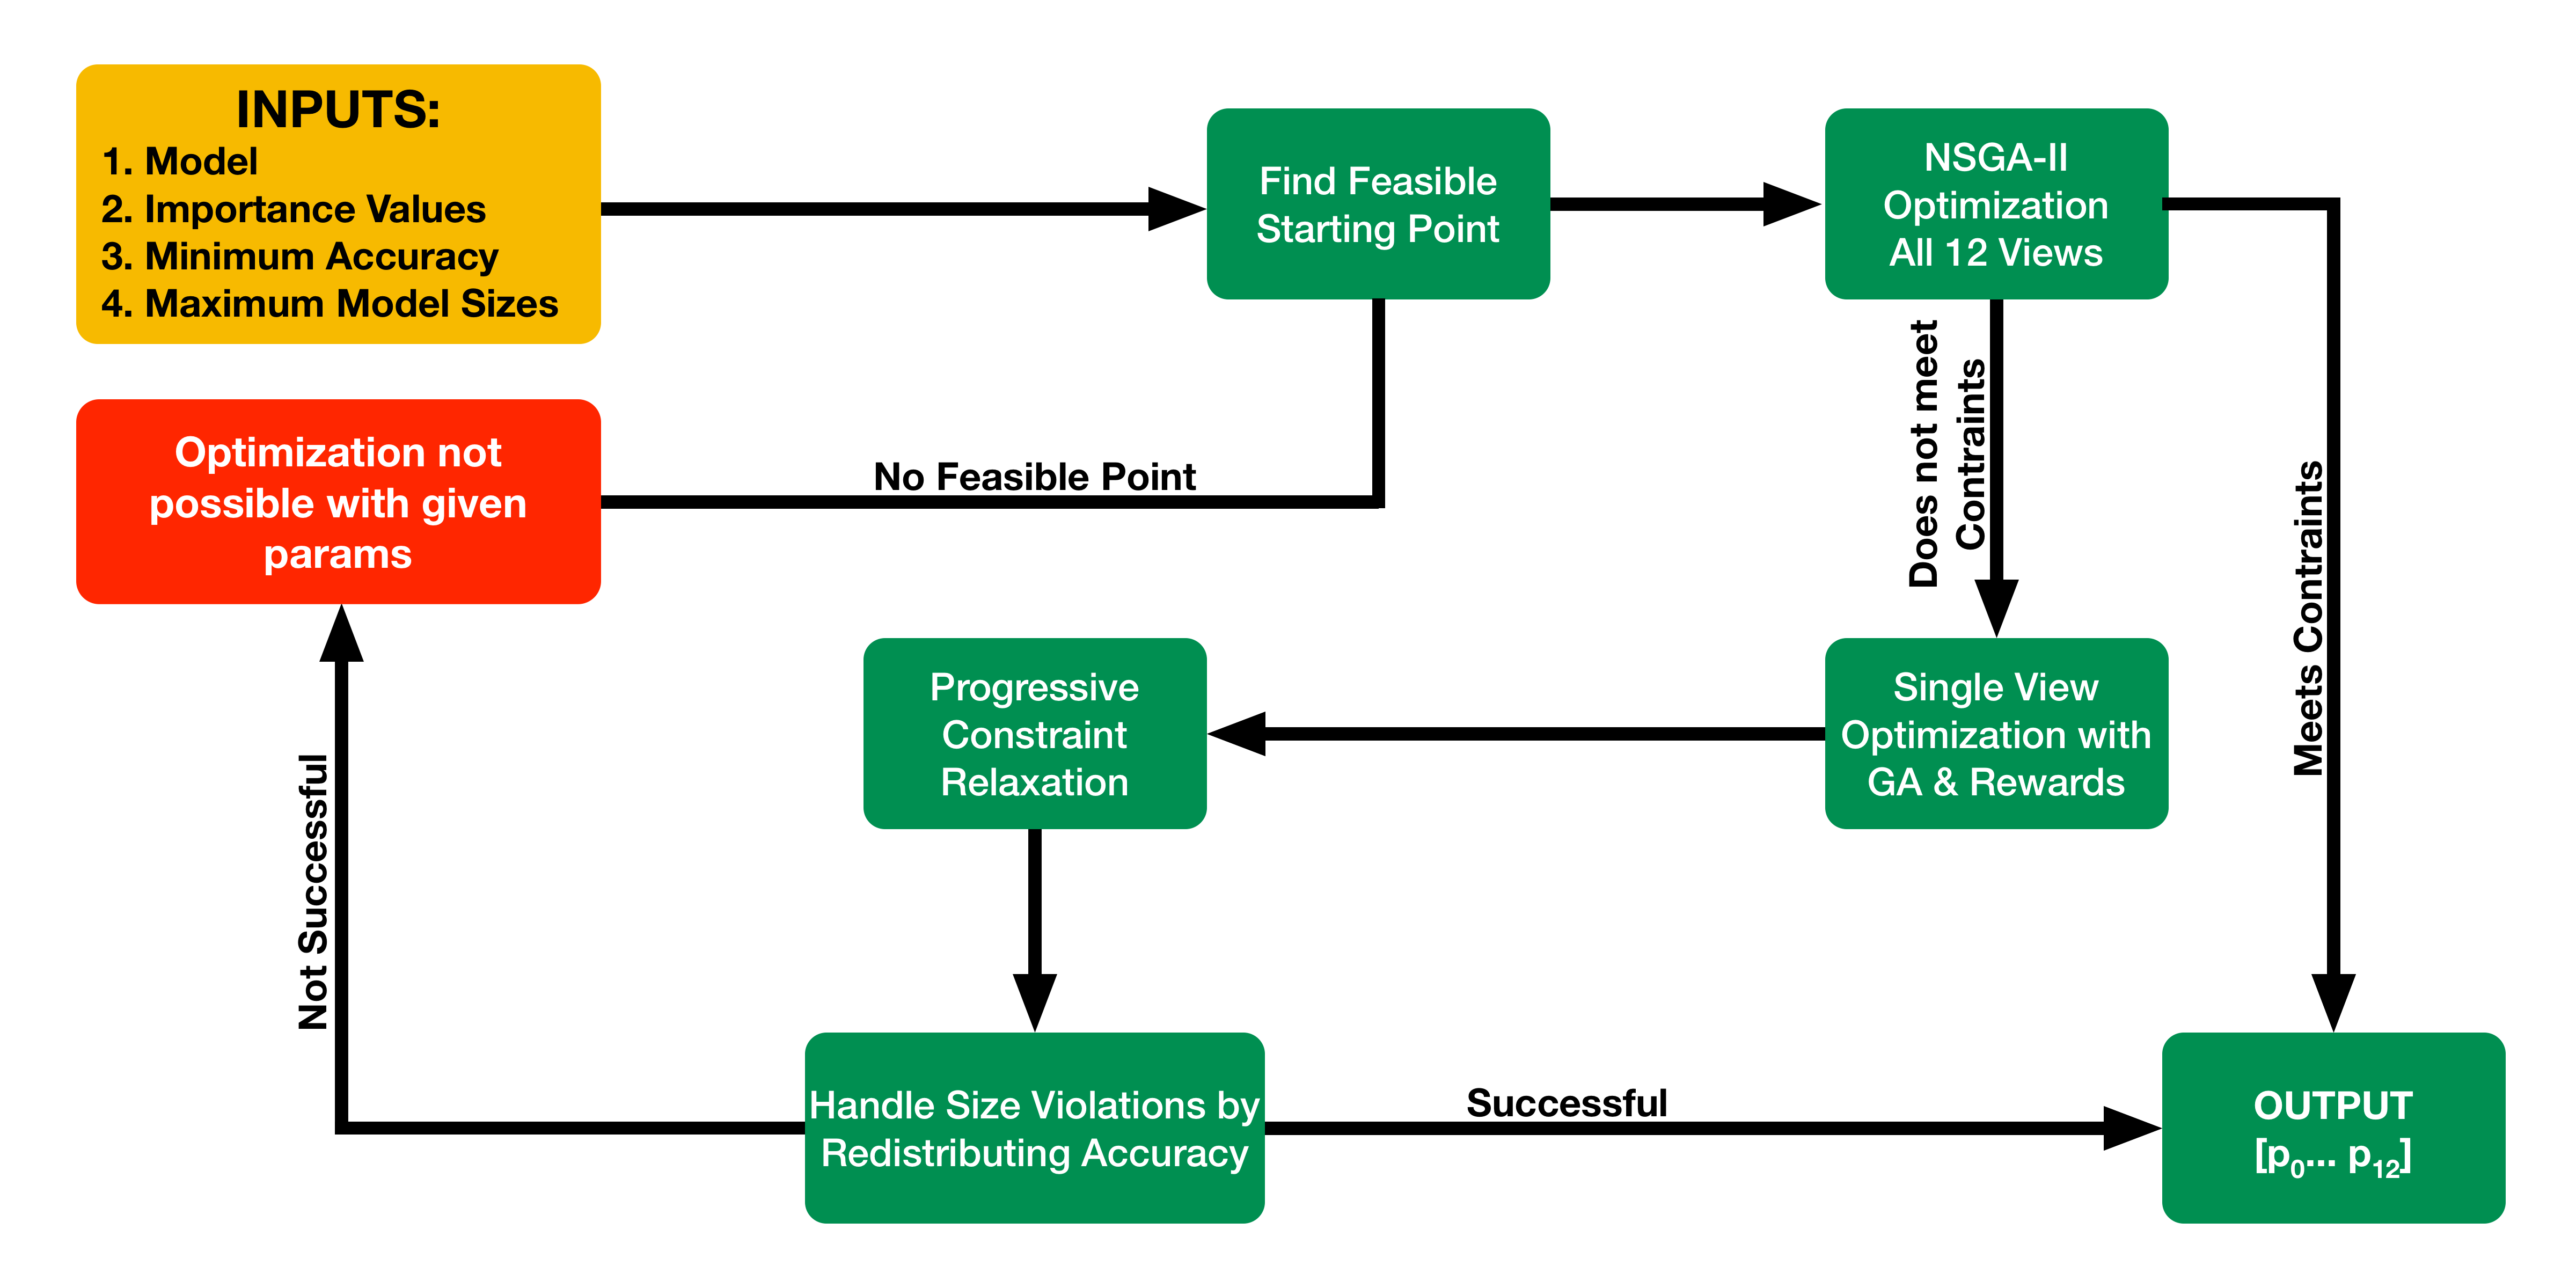 INPUTS:
1. Model
2. Importance Values
3. Minimum Accuracy
4. Maximum Model Sizes
Find Feasible
Starting Point
NSGA-II
Optimization
All 12 Views
Optimization not
possible with given
params
No Feasible Point
Does not meet
Contraints
Meets Contraints
Progressive
Constraint
Relaxation
Single View
Optimization with
GA & Rewards
Not Successful
Handle Size Violations by
Redistributing Accuracy
Successful
OUTPUT
[p₀... p₁₂]